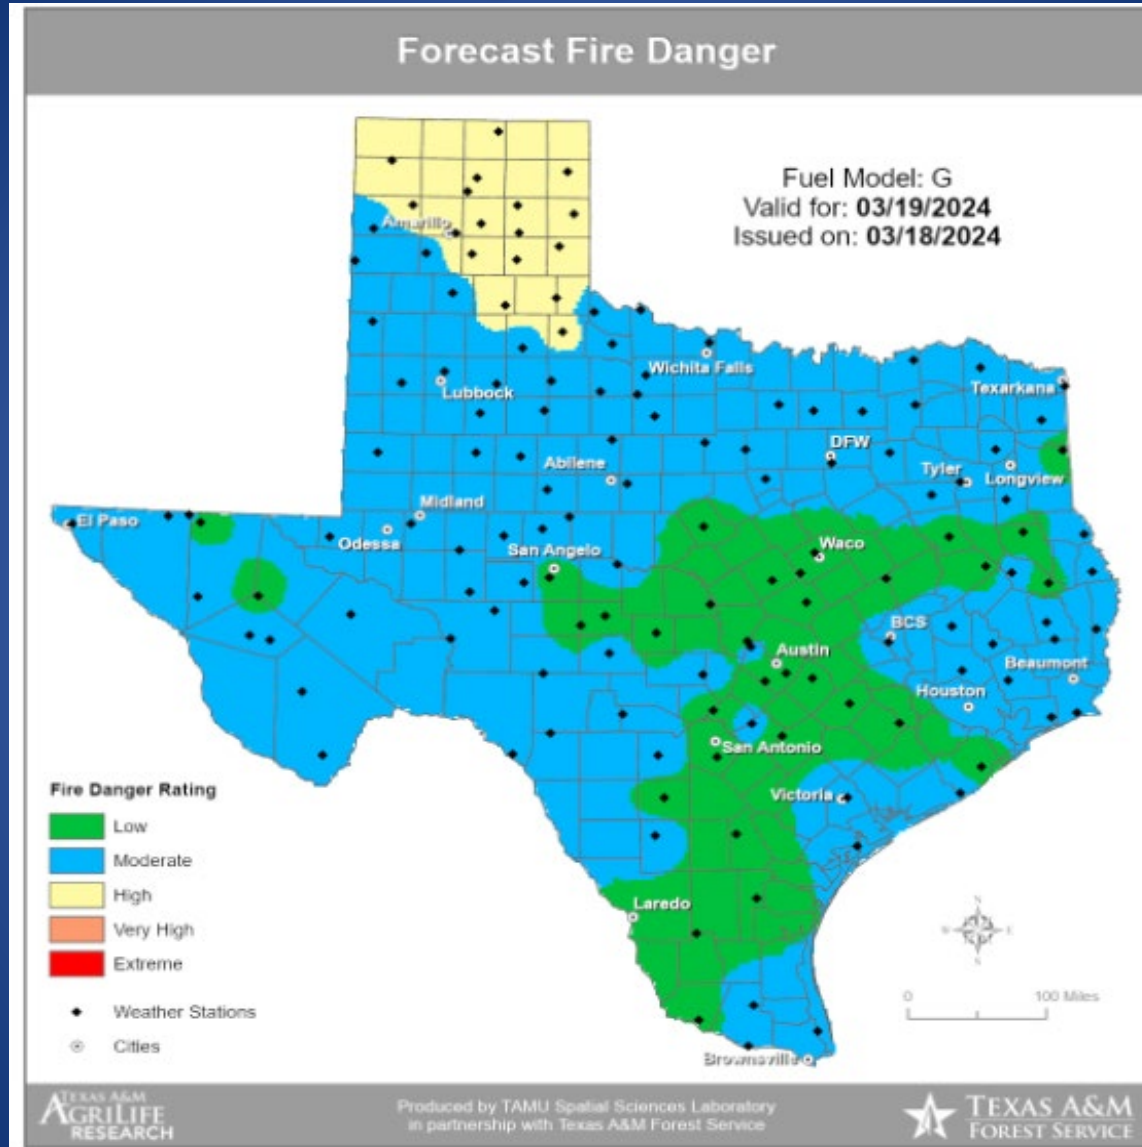 Forecast Fire Danger
Fuel Model: G
Valid for: 03/19/2024
Issued on: 03/18/2024
Amarillo
Wichita Falls
Lubbock
Texarkana
DFW
Abilene
Tyler
Longview
Midland
El Paso
Odessa
San Angelo
Waco
BCS
Austin
Beaumont
Houston
San Antonio
Victoria
Laredo
Brownsville
Fire Danger Rating
Low
Moderate
High
Very High
Extreme
Weather Stations
Cities
N
W
E
S
0 100 Miles
TEXAS A&M
AGRILIFE
RESEARCH
Produced by TAMU Spatial Sciences Laboratory
in partnership with Texas A&M Forest Service
TEXAS A&M
FOREST SERVICE